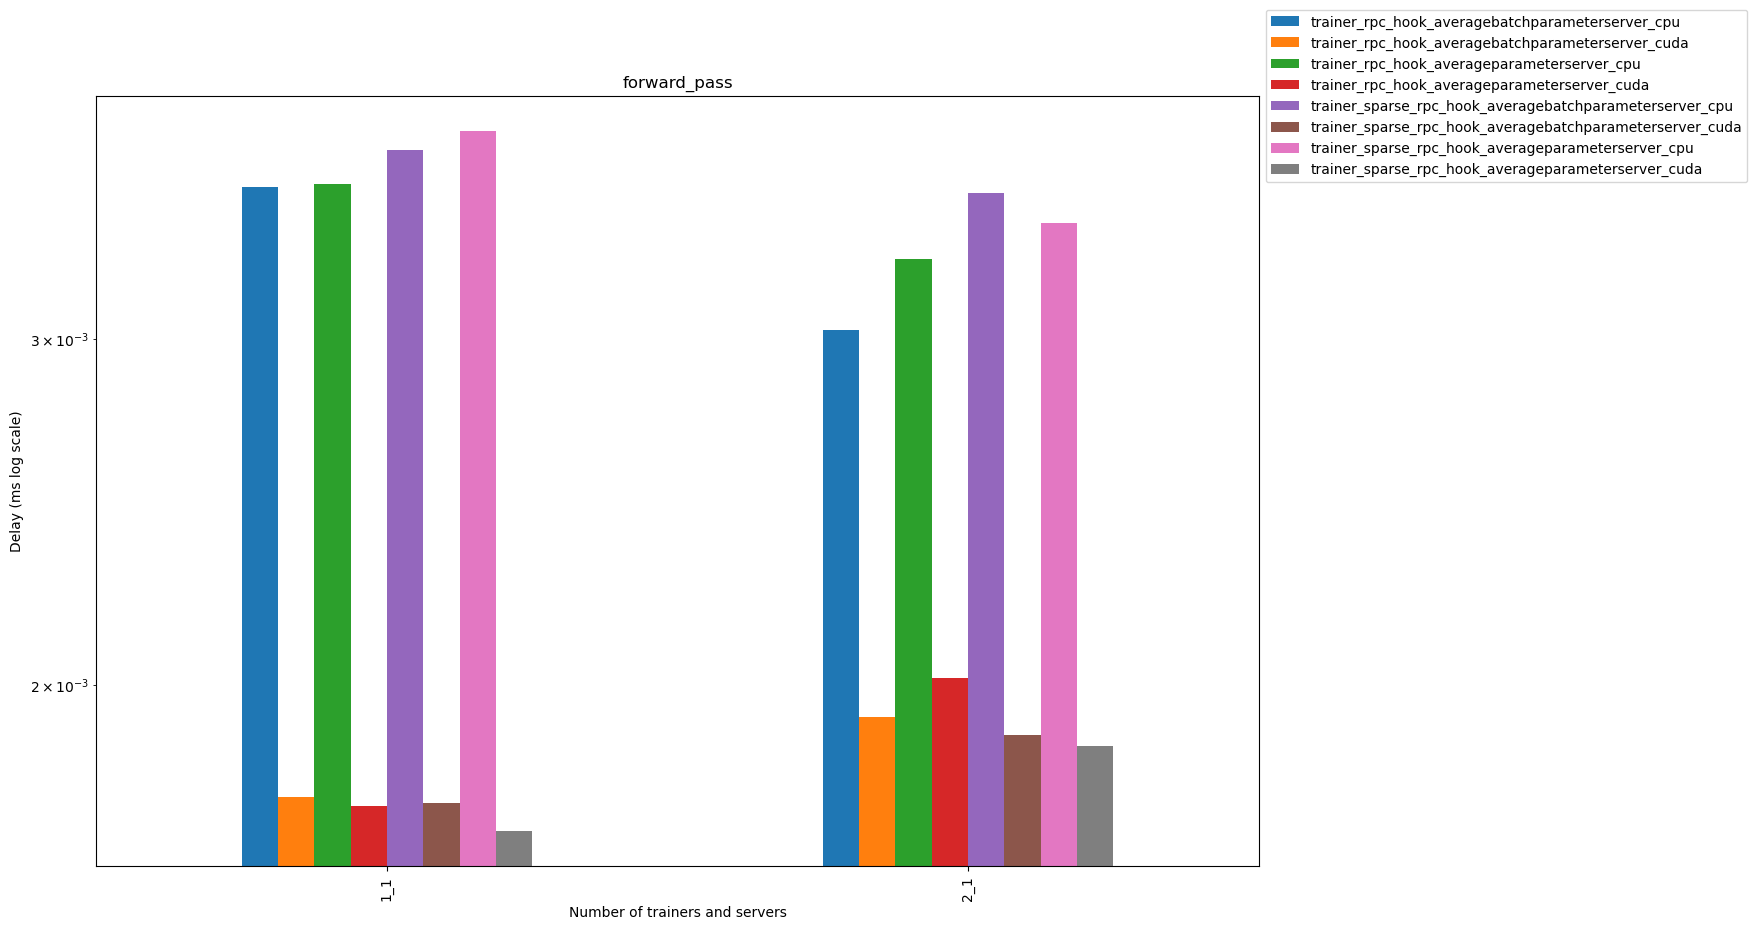 trainer_rpc_hook_averagebatchparameterserver_cpu
trainer_rpc_hook_averagebatchparameterserver_cuda
trainer_rpc_hook_averageparameterserver_cpu
trainer_rpc_hook_averageparameterserver_cuda
trainer_sparse_rpc_hook_averagebatchparameterserver_cpu
trainer_sparse_rpc_hook_averagebatchparameterserver_cuda
trainer_sparse_rpc_hook_averageparameterserver_cpu
trainer_sparse_rpc_hook_averageparameterserver_cuda
forward_pass
3 × 10⁻³
2 × 10⁻³
Delay (ms log scale)
1_1
2_1
Number of trainers and servers